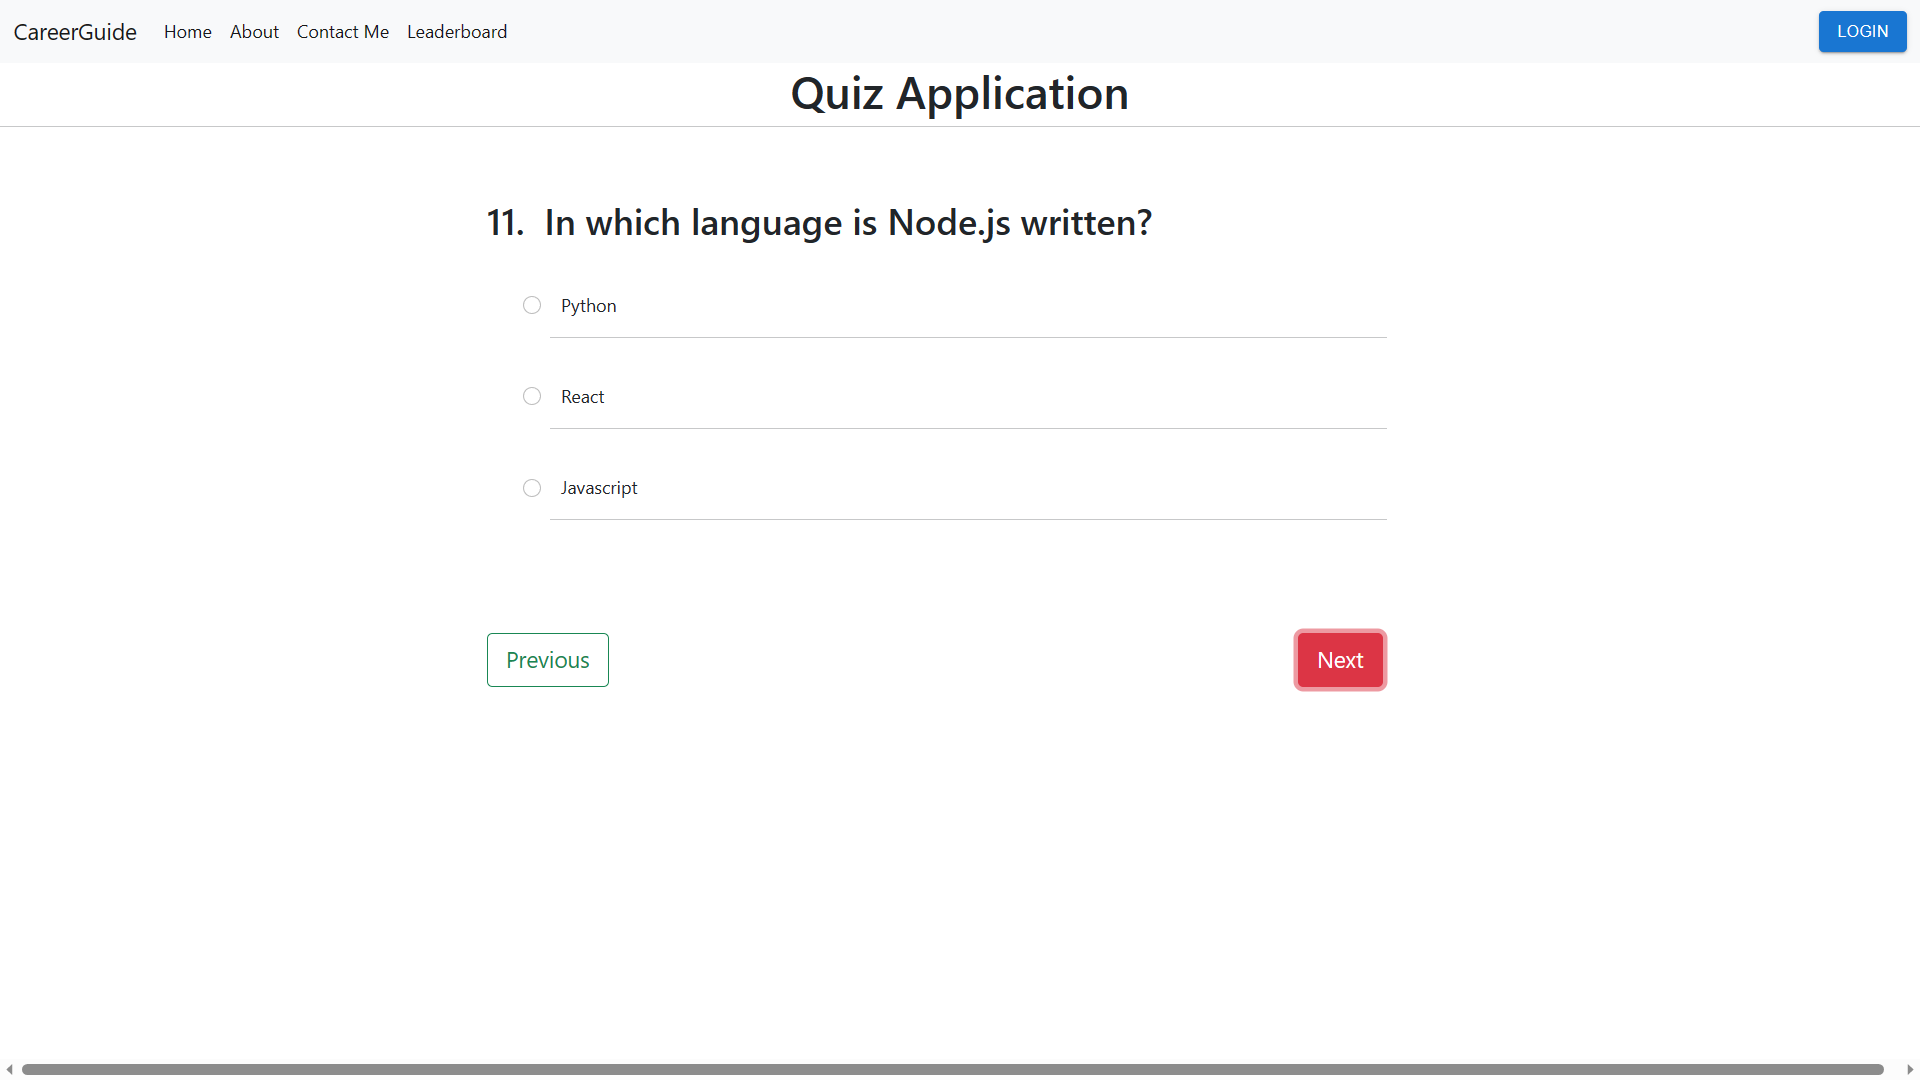 CareerGuide Home About Contact Me Leaderboard LOGIN
Quiz Application
11. In which language is Node.js written?
Python
React
Javascript
Previous Next